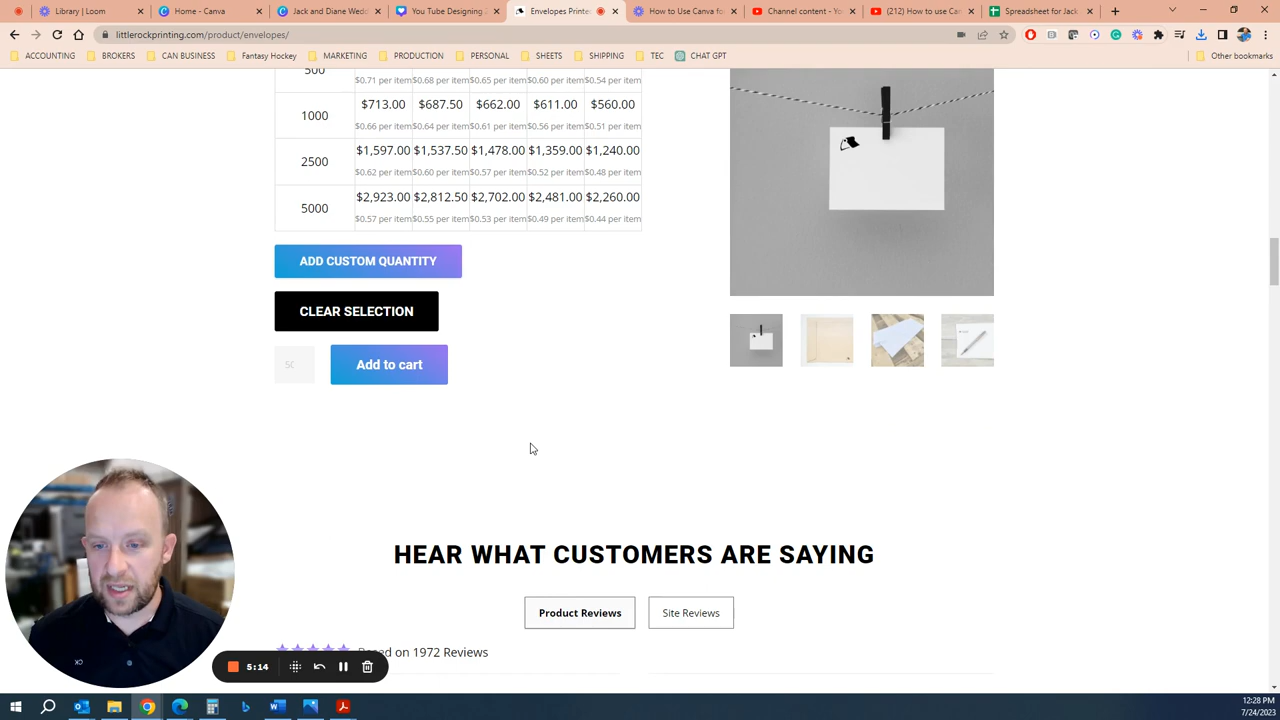 Library | Loom
Home - Canva
Jack and Diane Wedd
You Tube Designing
Envelopes Printe
How to Use Canva f
Channel content - Yo
(212) How to use Can
Spreadsheet for Jack
littlerockprinting.com/product/envelopes/
ACCOUNTING BROKERS CAN BUSINESS Fantasy Hockey MARKETING PRODUCTION PERSONAL SHEETS SHIPPING TEC CHAT GPT Other bookmarks
500
$0.71 per item $0.68 per item $0.65 per item $0.60 per item $0.54 per item
$713.00 $687.50 $662.00 $611.00 $560.00
1000
$0.66 per item $0.64 per item $0.61 per item $0.56 per item $0.51 per item
$1,597.00 $1,537.50 $1,478.00 $1,359.00 $1,240.00
2500
$0.62 per item $0.60 per item $0.57 per item $0.52 per item $0.48 per item
$2,923.00 $2,812.50 $2,702.00 $2,481.00 $2,260.00
5000
$0.57 per item $0.55 per item $0.53 per item $0.49 per item $0.44 per item
ADD CUSTOM QUANTITY
CLEAR SELECTION
Add to cart
HEAR WHAT CUSTOMERS ARE SAYING
Product Reviews Site Reviews
Based on 1972 Reviews
5:14
12:28 PM
7/24/2023